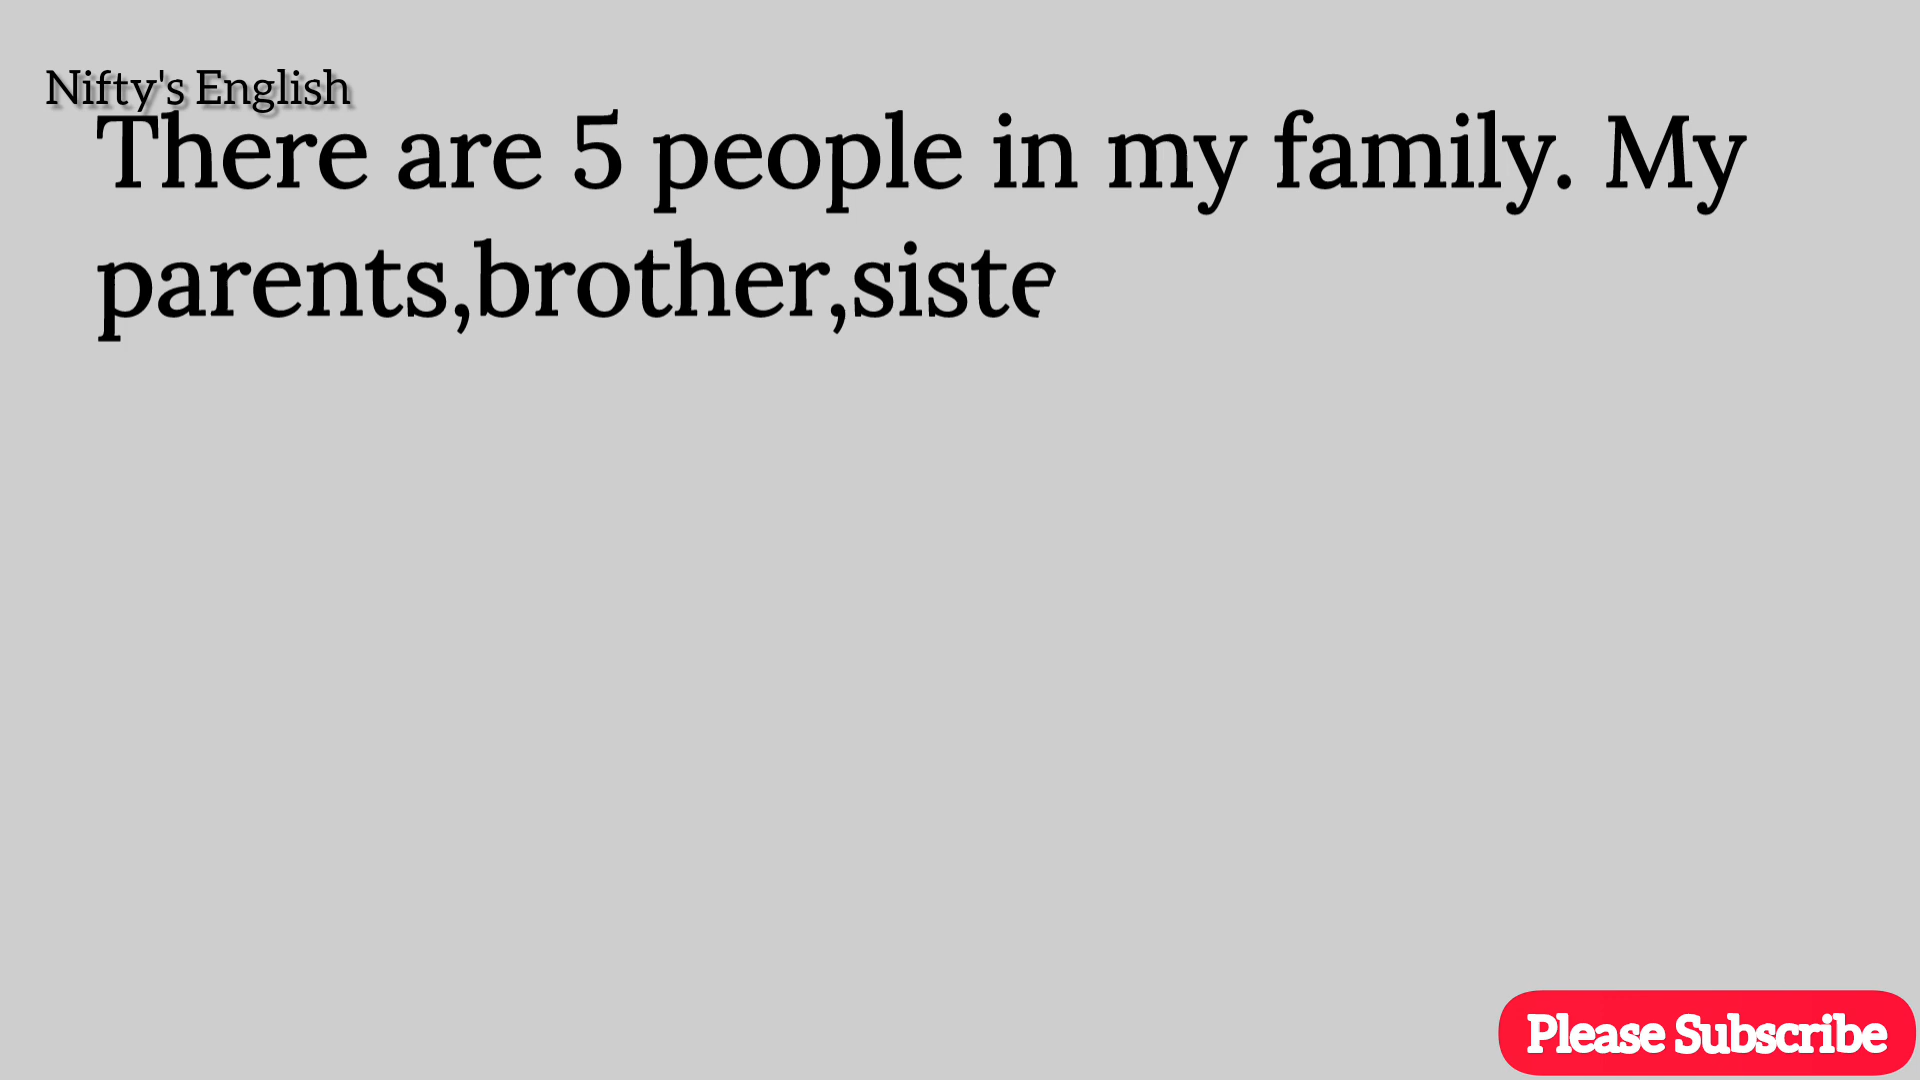 Nifty's English
There are 5 people in my family. My
parents,brother,siste
Please Subscribe